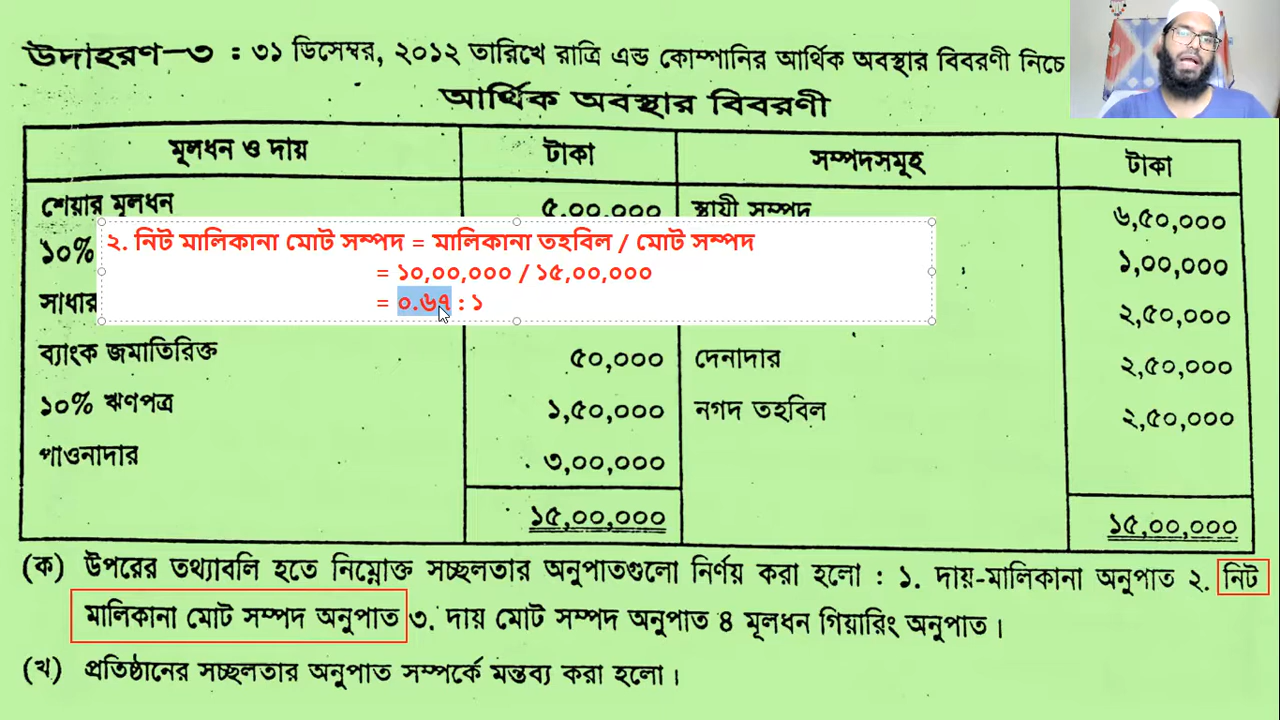 উদাহরণ–৩ : ৩১ ডিসেম্বর, ২০১২ তারিখে রাত্রি এন্ড কোম্পানির আর্থিক অবস্থার বিবরণী নিচে
আর্থিক অবস্থার বিবরণী
মূলধন ও দায় টাকা সম্পদসমূহ টাকা
শেয়ার মূলধন ৫,০০,০০০ স্থায়ী সম্পদ ৬,৫০,০০০
২. নিট মালিকানা মোট সম্পদ = মালিকানা তহবিল / মোট সম্পদ
১০% = ১০,০০,০০০ / ১৫,০০,০০০ ১,০০,০০০
সাধার = ০.৬৭ : ১ ২,৫০,০০০
ব্যাংক জমাতিরিক্ত ৫০,০০০ দেনাদার ২,৫০,০০০
১০% ঋণপত্র ১,৫০,০০০ নগদ তহবিল ২,৫০,০০০
পাওনাদার ৩,০০,০০০
১৫,০০,০০০ ১৫,০০,০০০
(ক) উপরের তথ্যাবলি হতে নিম্নোক্ত সচ্ছলতার অনুপাতগুলো নির্ণয় করা হলো : ১. দায়-মালিকানা অনুপাত ২. নিট
মালিকানা মোট সম্পদ অনুপাত ৩. দায় মোট সম্পদ অনুপাত ৪ মূলধন গিয়ারিং অনুপাত।
(খ) প্রতিষ্ঠানের সচ্ছলতার অনুপাত সম্পর্কে মন্তব্য করা হলো।